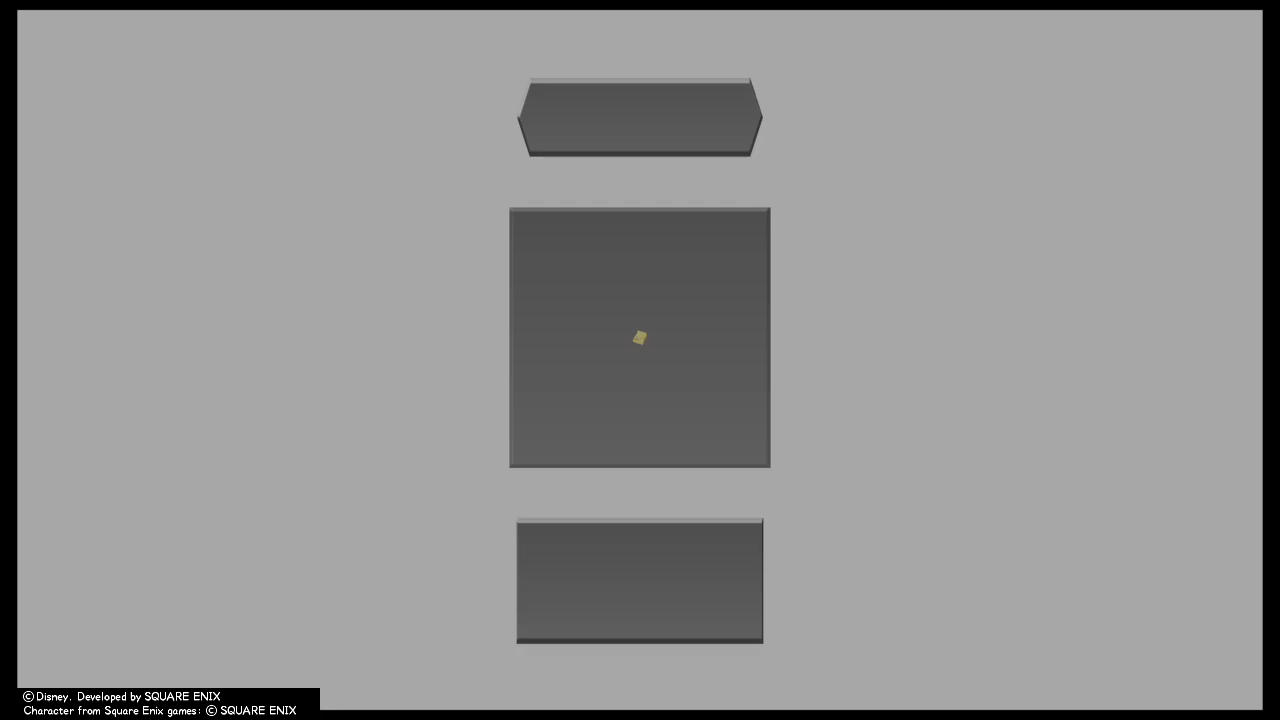 © Disney. Developed by SQUARE ENIX
Character from Square Enix games: © SQUARE ENIX